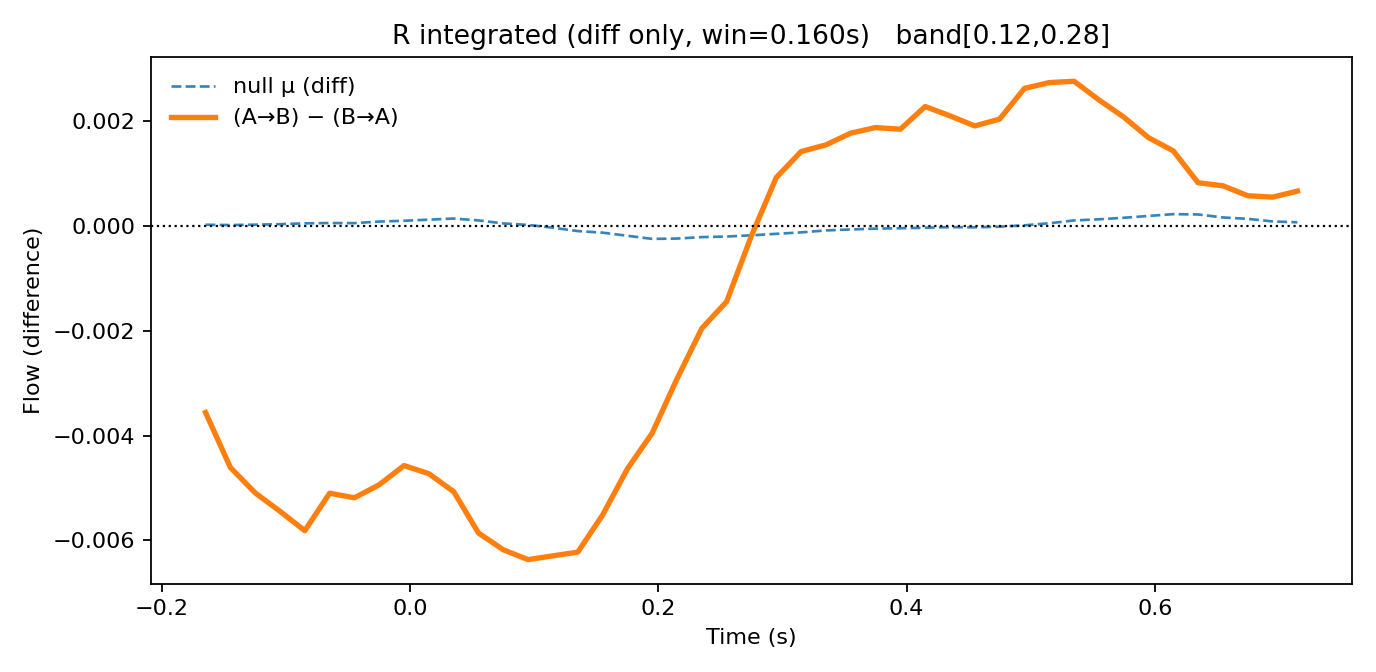 R integrated (diff only, win=0.160s)   band[0.12,0.28]
null μ (diff)
(A→B) − (B→A)
Flow (difference)
0.002
0.000
−0.002
−0.004
−0.006
−0.2
0.0
0.2
0.4
0.6
Time (s)